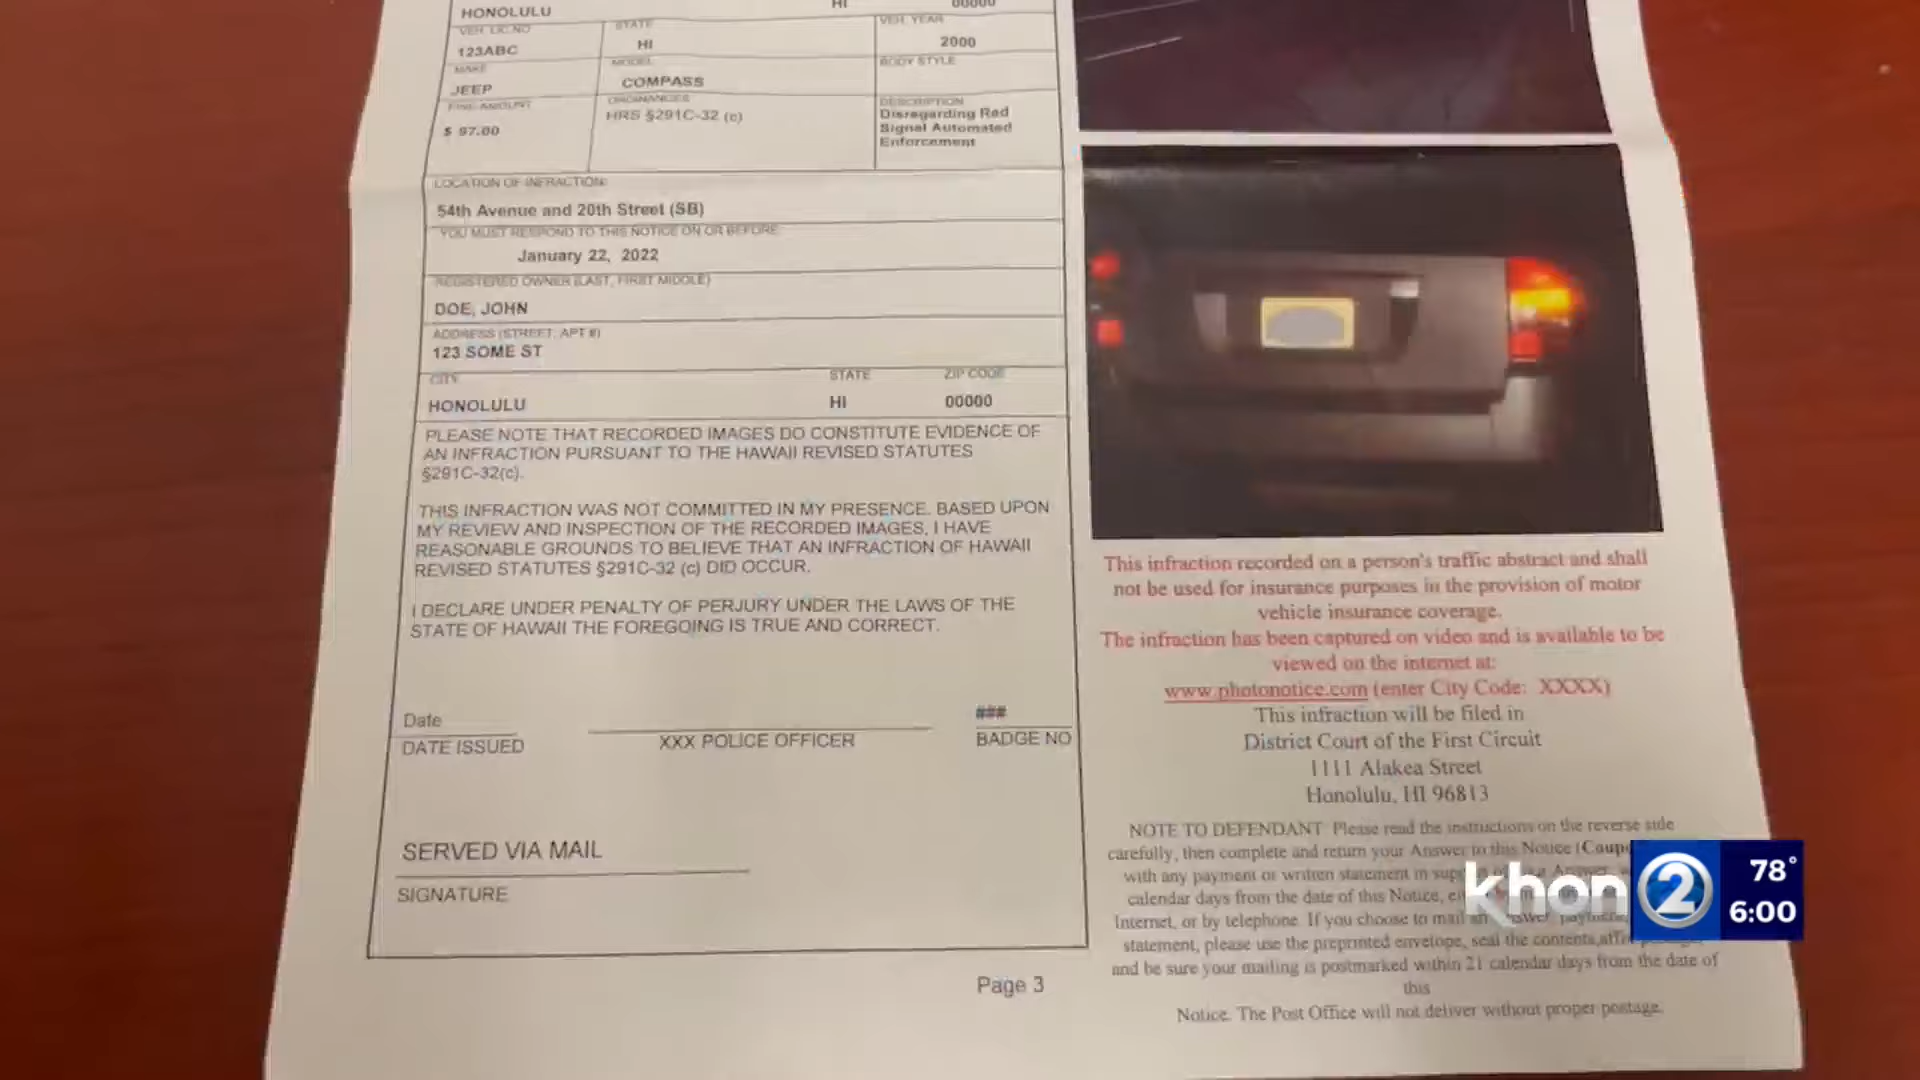 HONOLULU HI 00000
VEH. LIC.NO STATE VEH. YEAR
123ABC HI 2000
MAKE MODEL BODY STYLE
JEEP COMPASS
FINE AMOUNT ORDINANCES DESCRIPTION
$ 97.00 HRS §291C-32 (c) Disregarding Red
Signal Automated
Enforcement
LOCATION OF INFRACTION:
54th Avenue and 20th Street (SB)
YOU MUST RESPOND TO THIS NOTICE ON OR BEFORE:
January 22, 2022
REGISTERED OWNER (LAST, FIRST MIDDLE)
DOE, JOHN
ADDRESS (STREET, APT #)
123 SOME ST
CITY STATE ZIP CODE
HONOLULU HI 00000
PLEASE NOTE THAT RECORDED IMAGES DO CONSTITUTE EVIDENCE OF
AN INFRACTION PURSUANT TO THE HAWAII REVISED STATUTES
§291C-32(c).
THIS INFRACTION WAS NOT COMMITTED IN MY PRESENCE. BASED UPON
MY REVIEW AND INSPECTION OF THE RECORDED IMAGES, I HAVE
REASONABLE GROUNDS TO BELIEVE THAT AN INFRACTION OF HAWAII
REVISED STATUTES §291C-32 (c) DID OCCUR.
I DECLARE UNDER PENALTY OF PERJURY UNDER THE LAWS OF THE
STATE OF HAWAII THE FOREGOING IS TRUE AND CORRECT.
Date ###
DATE ISSUED XXX POLICE OFFICER BADGE NO
SERVED VIA MAIL
SIGNATURE
Page 3
This infraction recorded on a person's traffic abstract and shall
not be used for insurance purposes in the provision of motor
vehicle insurance coverage.
The infraction has been captured on video and is available to be
viewed on the internet at:
www.photonotice.com (enter City Code: XXXX)
This infraction will be filed in
District Court of the First Circuit
1111 Alakea Street
Honolulu, HI 96813
NOTE TO DEFENDANT: Please read the instructions on the reverse side
carefully, then complete and return your Answer to this Notice
with any payment or written statement in
calendar days from the date of this Notice,
Internet, or by telephone. If you choose to mail
statement, please use the preprinted envelope, seal the contents,
and be sure your mailing is postmarked within 21 calendar days from the date of
this
Notice. The Post Office will not deliver without proper postage.
khon 2 78°
6:00